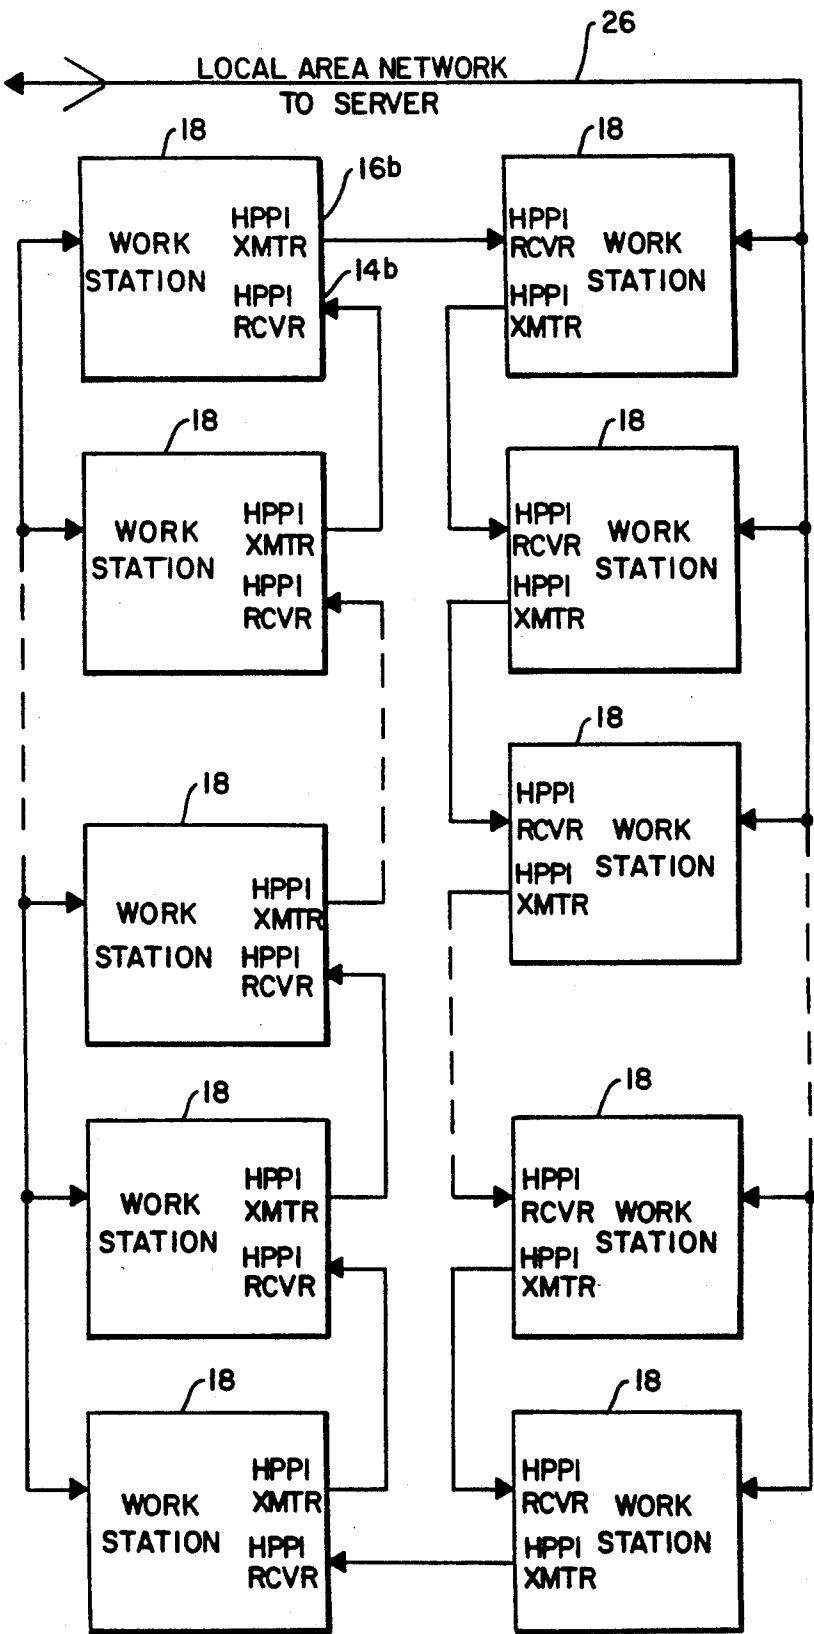 26
LOCAL AREA NETWORK
TO SERVER
18
16b
HPPI
XMTR
WORK
STATION
14b
HPPI
RCVR
18
HPPI
RCVR
WORK
STATION
HPPI
XMTR
18
HPPI
XMTR
WORK
STATION
HPPI
RCVR
18
HPPI
RCVR
WORK
STATION
HPPI
XMTR
18
HPPI
RCVR
WORK
STATION
HPPI
XMTR
18
HPPI
XMTR
WORK
STATION
HPPI
RCVR
18
HPPI
XMTR
WORK
STATION
HPPI
RCVR
18
HPPI
RCVR
WORK
STATION
HPPI
XMTR
18
HPPI
XMTR
WORK
STATION
HPPI
RCVR
18
HPPI
RCVR
WORK
STATION
HPPI
XMTR